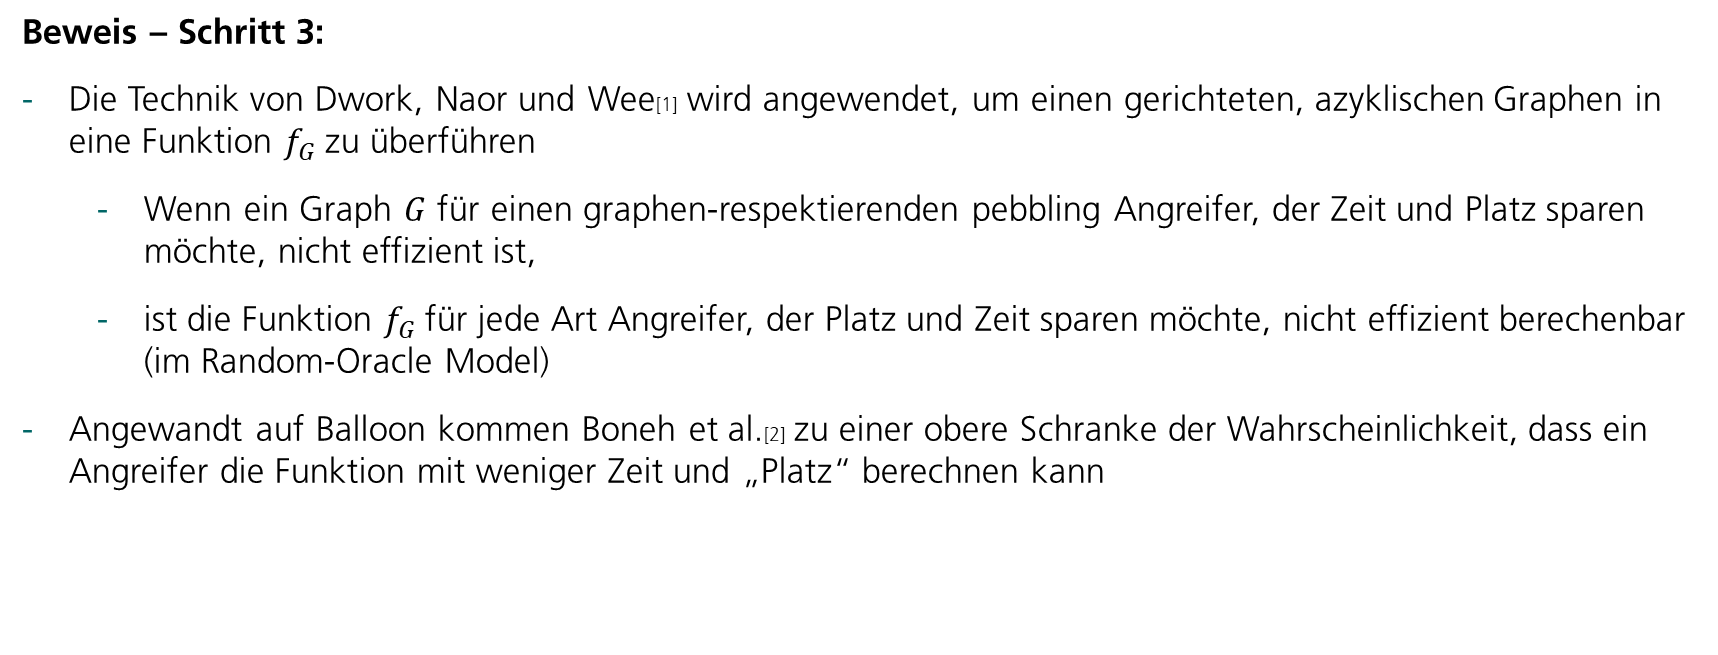 Beweis – Schritt 3:
- Die Technik von Dwork, Naor und Wee[1] wird angewendet, um einen gerichteten, azyklischen Graphen in
eine Funktion f_G zu überführen
- Wenn ein Graph G für einen graphen-respektierenden pebbling Angreifer, der Zeit und Platz sparen
möchte, nicht effizient ist,
- ist die Funktion f_G für jede Art Angreifer, der Platz und Zeit sparen möchte, nicht effizient berechenbar
(im Random-Oracle Model)
- Angewandt auf Balloon kommen Boneh et al.[2] zu einer obere Schranke der Wahrscheinlichkeit, dass ein
Angreifer die Funktion mit weniger Zeit und „Platz“ berechnen kann